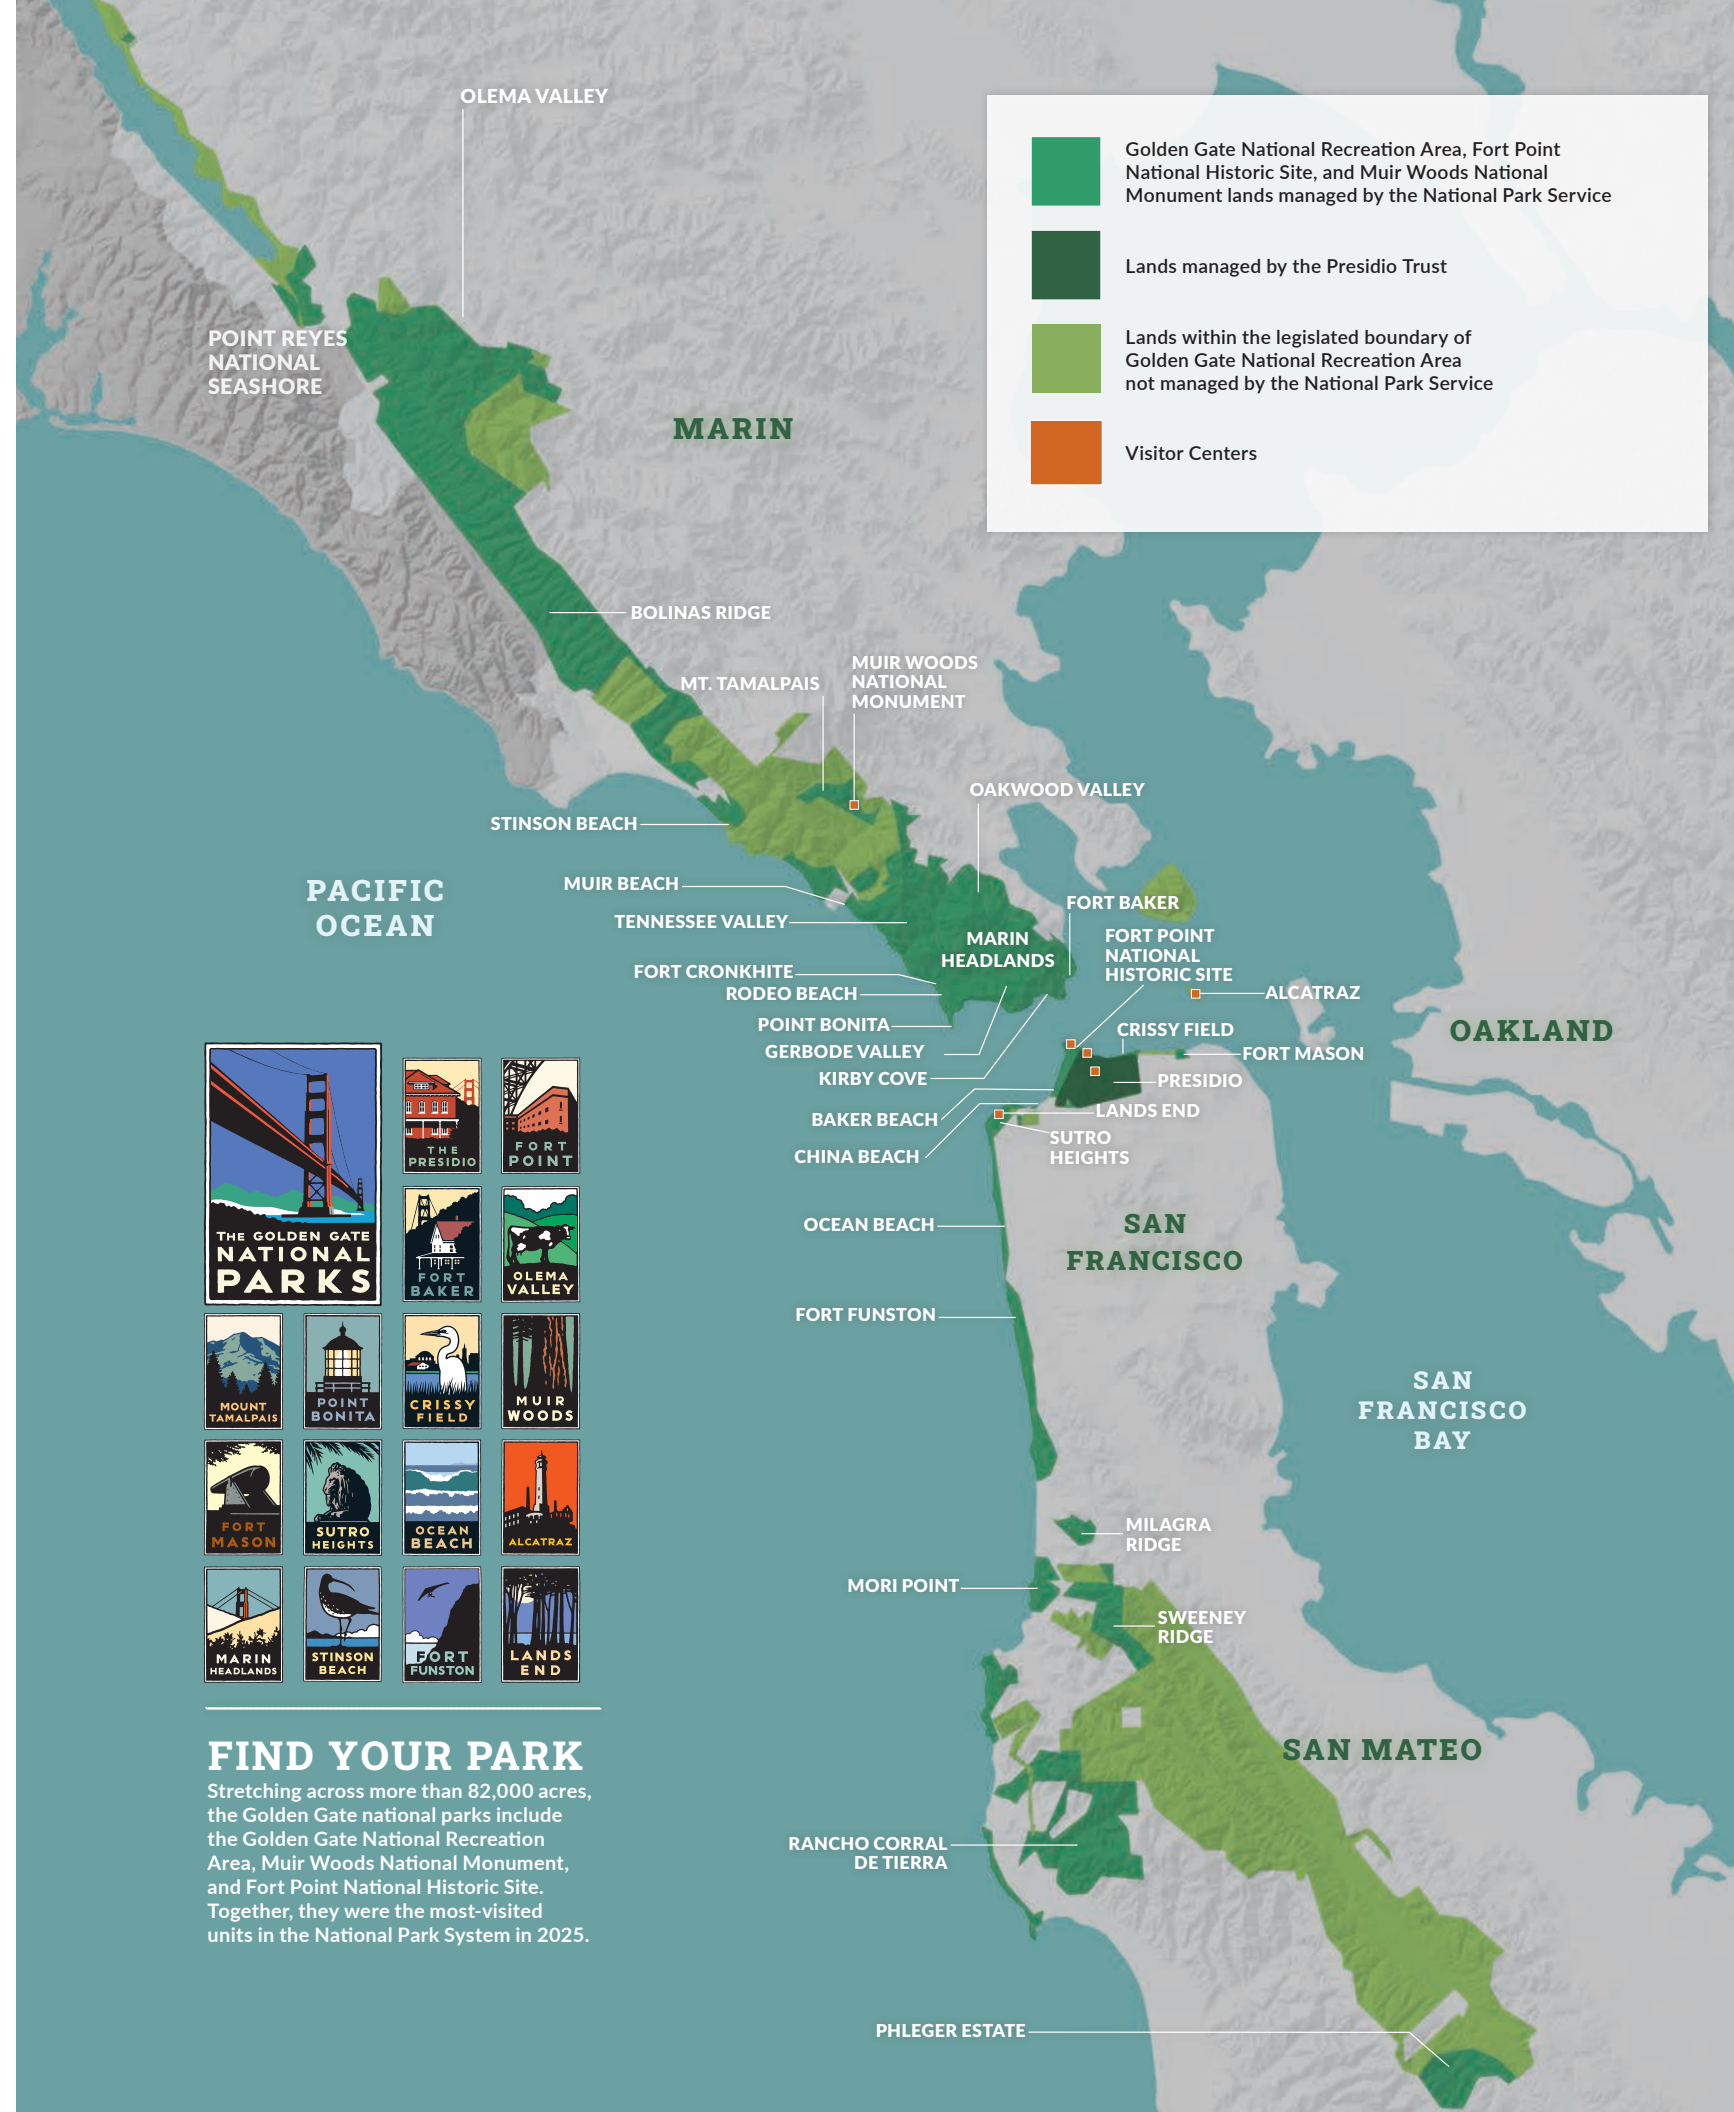 OLEMA VALLEY
Golden Gate National Recreation Area, Fort Point
National Historic Site, and Muir Woods National
Monument lands managed by the National Park Service
Lands managed by the Presidio Trust
Lands within the legislated boundary of
Golden Gate National Recreation Area
not managed by the National Park Service
Visitor Centers
POINT REYES
NATIONAL
SEASHORE
MARIN
BOLINAS RIDGE
MT. TAMALPAIS
MUIR WOODS
NATIONAL
MONUMENT
OAKWOOD VALLEY
STINSON BEACH
PACIFIC
OCEAN
MUIR BEACH
TENNESSEE VALLEY
FORT BAKER
MARIN
HEADLANDS
FORT POINT
NATIONAL
HISTORIC SITE
FORT CRONKHITE
RODEO BEACH
ALCATRAZ
POINT BONITA
CRISSY FIELD
OAKLAND
GERBODE VALLEY
FORT MASON
KIRBY COVE
PRESIDIO
BAKER BEACH
LANDS END
CHINA BEACH
SUTRO
HEIGHTS
OCEAN BEACH
SAN
FRANCISCO
FORT FUNSTON
SAN
FRANCISCO
BAY
MILAGRA
RIDGE
MORI POINT
SWEENEY
RIDGE
SAN MATEO
RANCHO CORRAL
DE TIERRA
PHLEGER ESTATE
THE GOLDEN GATE
NATIONAL
PARKS
THE
PRESIDIO
FORT
POINT
FORT
BAKER
OLEMA
VALLEY
MOUNT
TAMALPAIS
POINT
BONITA
CRISSY
FIELD
MUIR
WOODS
FORT
MASON
SUTRO
HEIGHTS
OCEAN
BEACH
ALCATRAZ
MARIN
HEADLANDS
STINSON
BEACH
FORT
FUNSTON
LANDS
END
FIND YOUR PARK
Stretching across more than 82,000 acres,
the Golden Gate national parks include
the Golden Gate National Recreation
Area, Muir Woods National Monument,
and Fort Point National Historic Site.
Together, they were the most-visited
units in the National Park System in 2025.